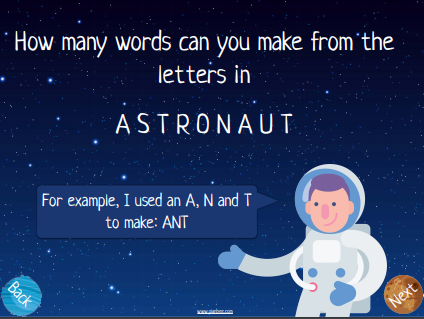 How many words can you make from the
letters in
ASTRONAUT
For example, I used an A, N and T
to make: ANT
Back
Next